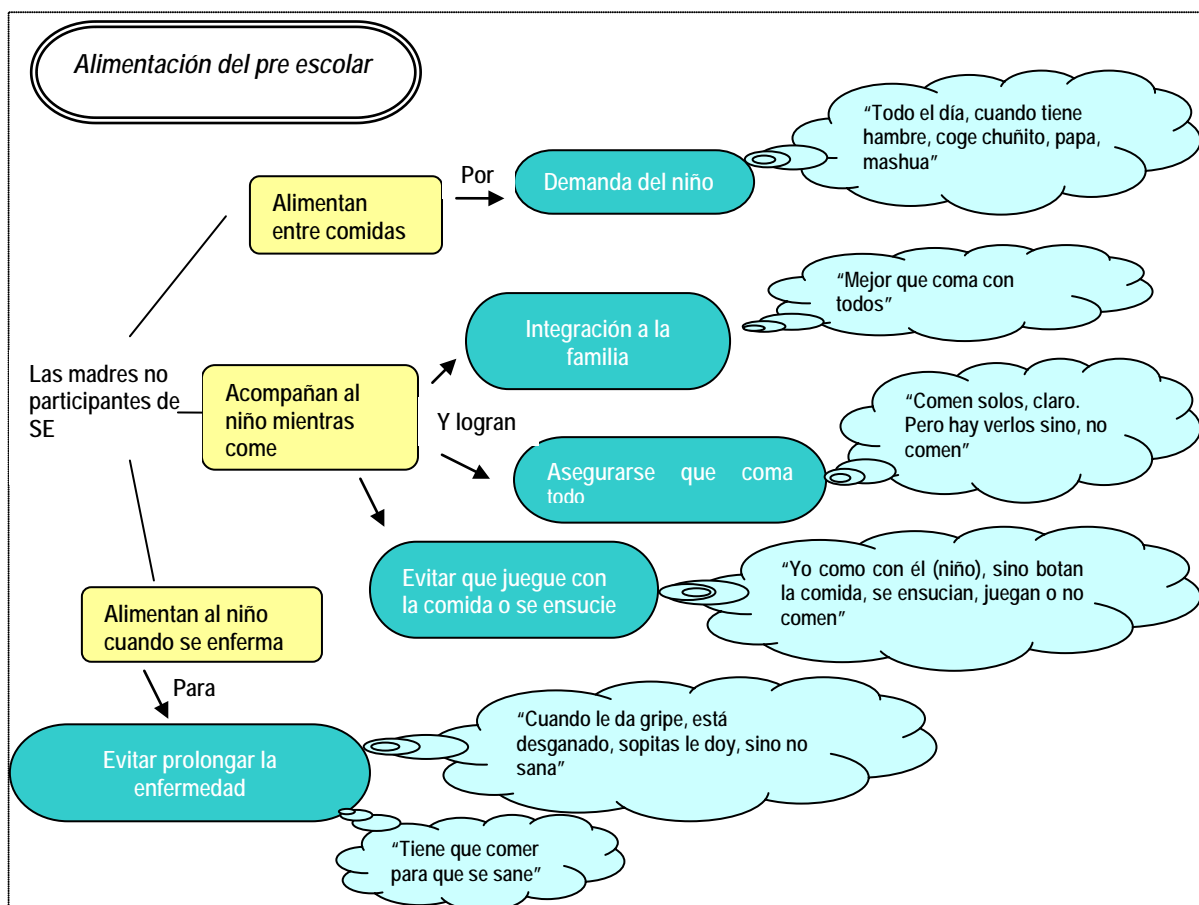 Alimentación del pre escolar
“Todo el día, cuando tiene
hambre, coge chuñito, papa,
mashua”
Por
Demanda del niño
Alimentan
entre comidas
“Mejor que coma con
todos”
Integración a la
familia
Las madres no
participantes de
SE
Acompañan al
niño mientras
come
Y logran
“Comen solos, claro.
Pero hay verlos sino, no
comen”
Asegurarse que coma
todo
Evitar que juegue con
la comida o se ensucie
“Yo como con él (niño), sino botan
la comida, se ensucian, juegan o no
comen”
Alimentan al niño
cuando se enferma
Para
“Cuando le da gripe, está
desganado, sopitas le doy, sino no
sana”
Evitar prolongar la
enfermedad
“Tiene que comer
para que se sane”